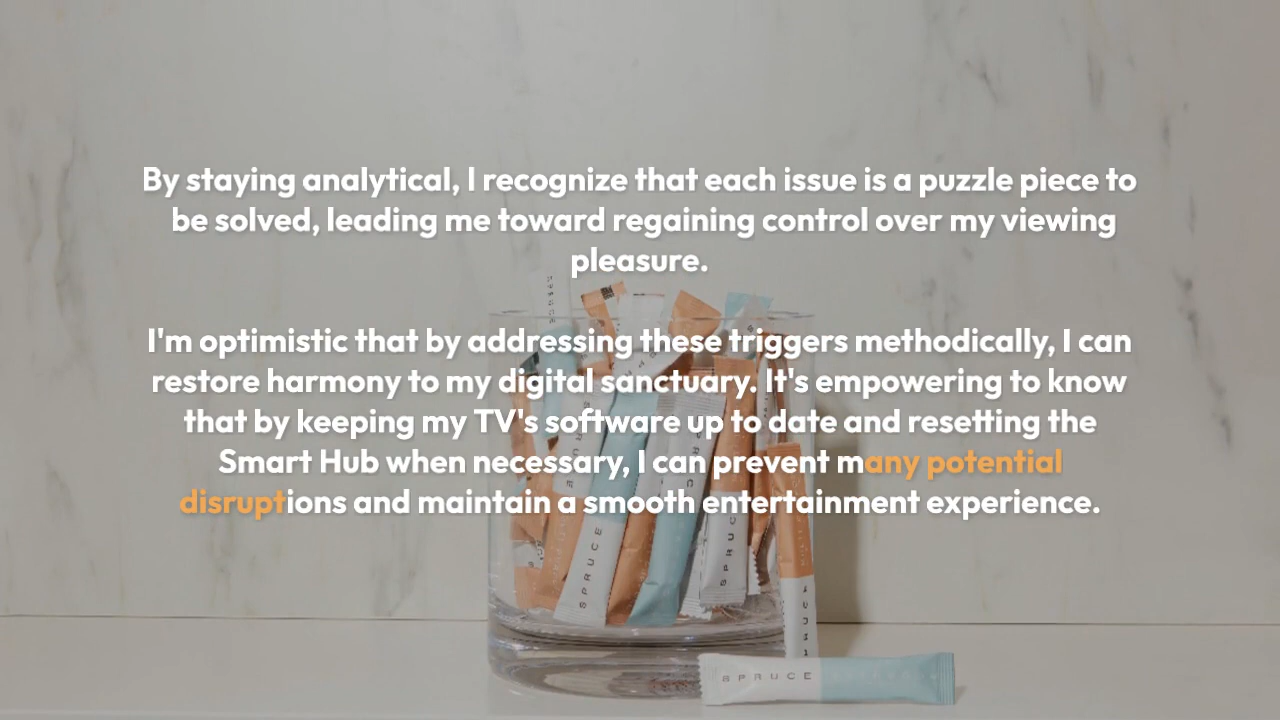 By staying analytical, I recognize that each issue is a puzzle piece to
be solved, leading me toward regaining control over my viewing
pleasure.
I'm optimistic that by addressing these triggers methodically, I can
restore harmony to my digital sanctuary. It's empowering to know
that by keeping my TV's software up to date and resetting the
Smart Hub when necessary, I can prevent many potential
disruptions and maintain a smooth entertainment experience.
SPRUCE
SPRUCE
SPRUCE